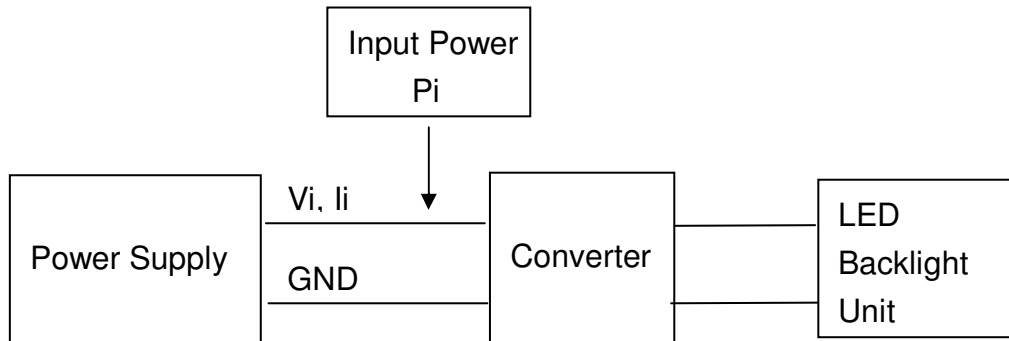 Input Power
Pi
Vi, Ii
Power Supply
GND
Converter
LED
Backlight
Unit